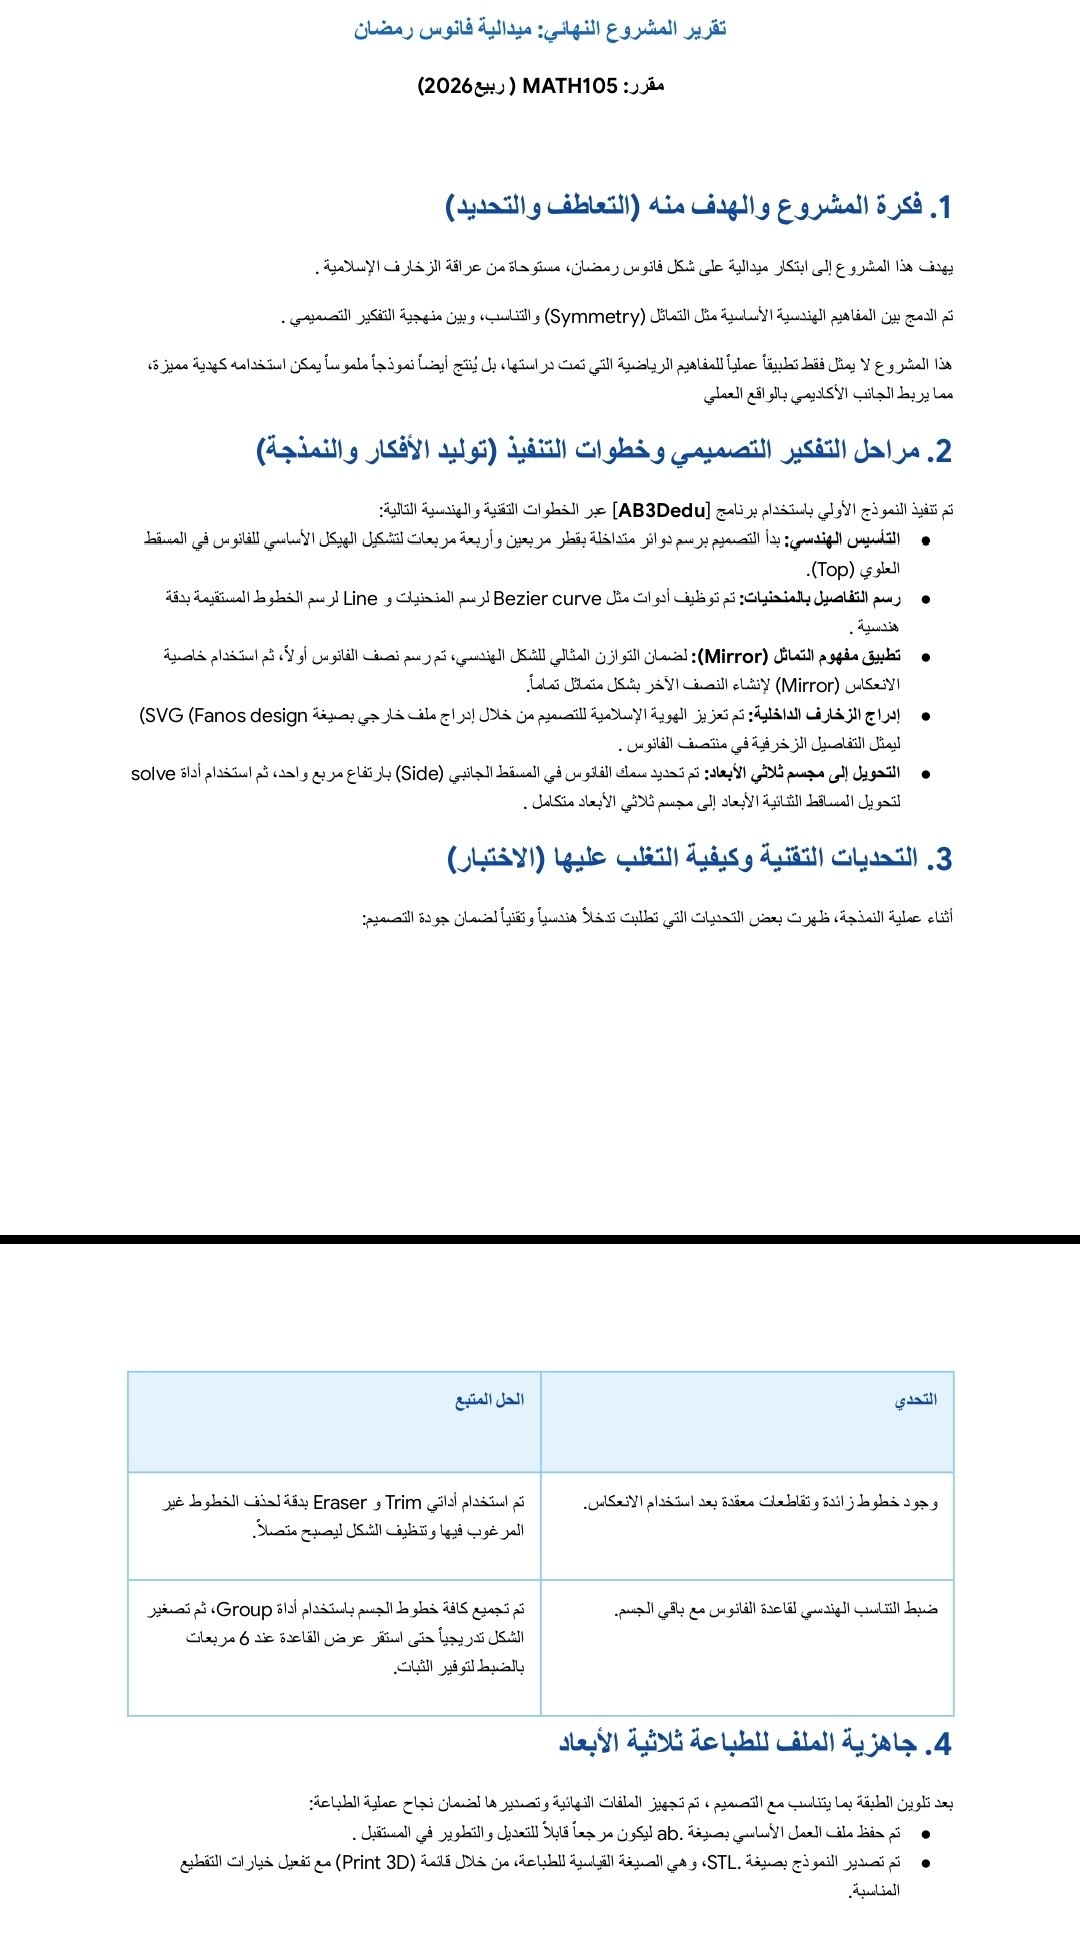 تقرير المشروع النهائي: ميدالية فانوس رمضان
مقرر: MATH105 ( ربيع2026)
1. فكرة المشروع والهدف منه (التعاطف والتحديد)
يهدف هذا المشروع إلى ابتكار ميدالية على شكل فانوس رمضان، مستوحاة من عراقة الزخارف الإسلامية .
تم الدمج بين المفاهيم الهندسية الأساسية مثل التماثل (Symmetry) والتناسب، وبين منهجية التفكير التصميمي .
هذا المشروع لا يمثل فقط تطبيقاً عملياً للمفاهيم الرياضية التي تمت دراستها، بل يُنتج أيضاً نموذجاً ملموساً يمكن استخدامه كهدية مميزة،
مما يربط الجانب الأكاديمي بالواقع العملي
2. مراحل التفكير التصميمي وخطوات التنفيذ (توليد الأفكار والنمذجة)
تم تنفيذ النموذج الأولي باستخدام برنامج [AB3Dedu] عبر الخطوات التقنية والهندسية التالية:
● التأسيس الهندسي: بدأ التصميم برسم دوائر متداخلة بقطر مربعين وأربعة مربعات لتشكيل الهيكل الأساسي للفانوس في المسقط
العلوي (Top).
● رسم التفاصيل بالمنحنيات: تم توظيف أدوات مثل Bezier curve لرسم المنحنيات و Line لرسم الخطوط المستقيمة بدقة
هندسية .
● تطبيق مفهوم التماثل (Mirror): لضمان التوازن المثالي للشكل الهندسي، تم رسم نصف الفانوس أولاً، ثم استخدام خاصية
الانعكاس (Mirror) لإنشاء النصف الآخر بشكل متماثل تماماً.
● إدراج الزخارف الداخلية: تم تعزيز الهوية الإسلامية للتصميم من خلال إدراج ملف خارجي بصيغة SVG (Fanos design)
ليمثل التفاصيل الزخرفية في منتصف الفانوس .
● التحويل إلى مجسم ثلاثي الأبعاد: تم تحديد سمك الفانوس في المسقط الجانبي (Side) بارتفاع مربع واحد، ثم استخدام أداة solve
لتحويل المساقط الثنائية الأبعاد إلى مجسم ثلاثي الأبعاد متكامل .
3. التحديات التقنية وكيفية التغلب عليها (الاختبار)
أثناء عملية النمذجة، ظهرت بعض التحديات التي تطلبت تدخلاً هندسياً وتقنياً لضمان جودة التصميم:
التحدي
الحل المتبع
وجود خطوط زائدة وتقاطعات معقدة بعد استخدام الانعكاس.
تم استخدام أداتي Trim و Eraser بدقة لحذف الخطوط غير
المرغوب فيها وتنظيف الشكل ليصبح متصلاً.
ضبط التناسب الهندسي لقاعدة الفانوس مع باقي الجسم.
تم تجميع كافة خطوط الجسم باستخدام أداة Group، ثم تصغير
الشكل تدريجياً حتى استقر عرض القاعدة عند 6 مربعات
بالضبط لتوفير الثبات.
4. جاهزية الملف للطباعة ثلاثية الأبعاد
بعد تلوين الطبقة بما يتناسب مع التصميم ، تم تجهيز الملفات النهائية وتصديرها لضمان نجاح عملية الطباعة:
● تم حفظ ملف العمل الأساسي بصيغة .ab ليكون مرجعاً قابلاً للتعديل والتطوير في المستقبل .
● تم تصدير النموذج بصيغة .STL، وهي الصيغة القياسية للطباعة، من خلال قائمة (Print 3D) مع تفعيل خيارات التقطيع
المناسبة.